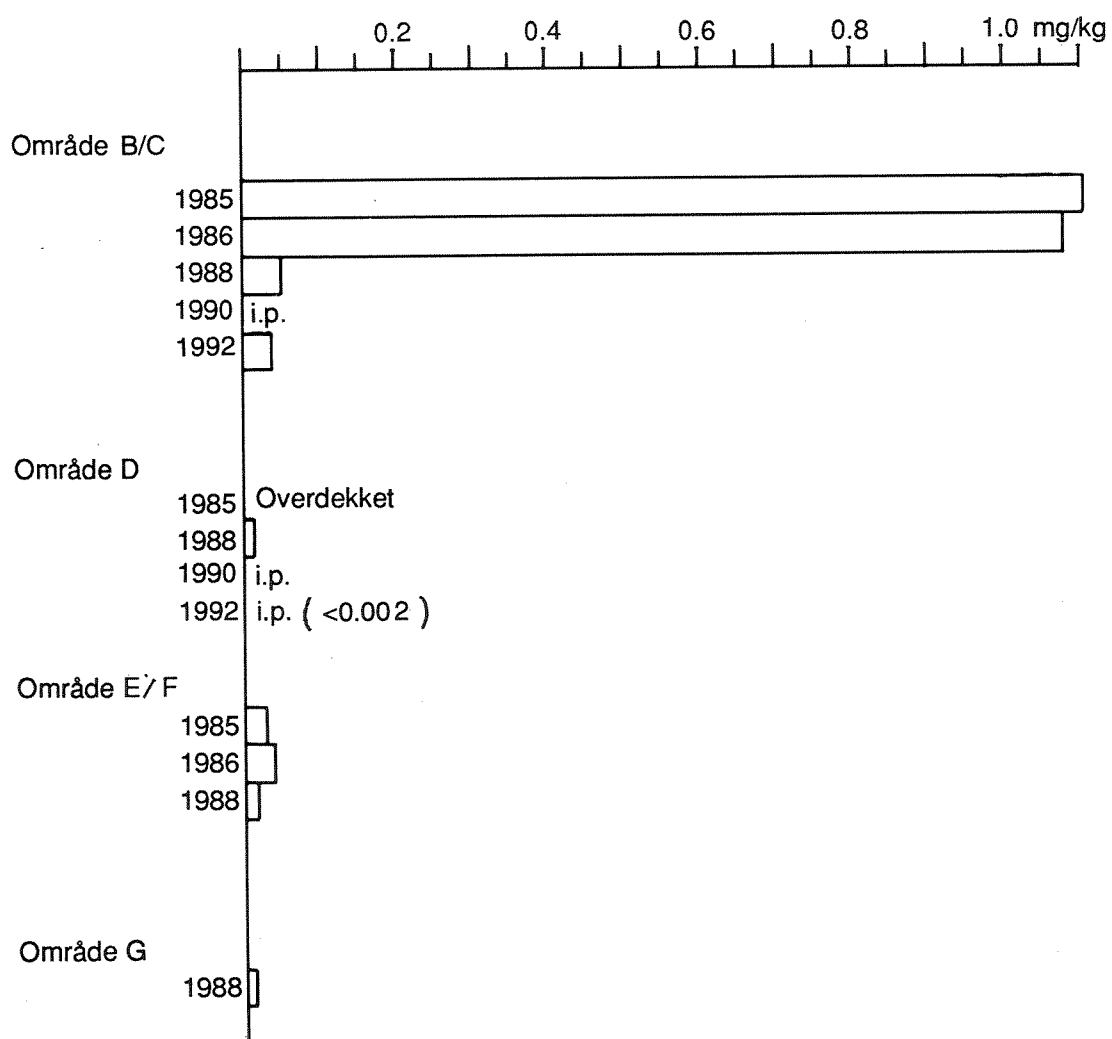 0.2 0.4 0.6 0.8 1.0 mg/kg
Område B/C
1985
1986
1988
1990 i.p.
1992
Område D
1985 Overdekket
1988
1990 i.p.
1992 i.p. ( <0.002 )
Område E/F
1985
1986
1988
Område G
1988